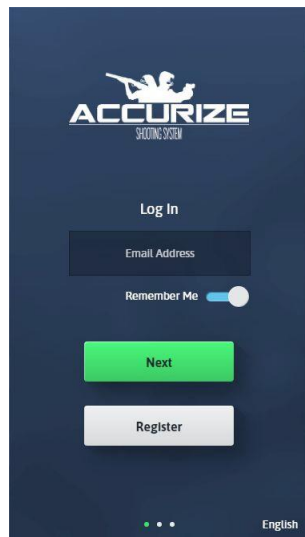 ACCURIZE
SHOOTING SYSTEM
Log In
Email Address
Remember Me
Next
Register
English